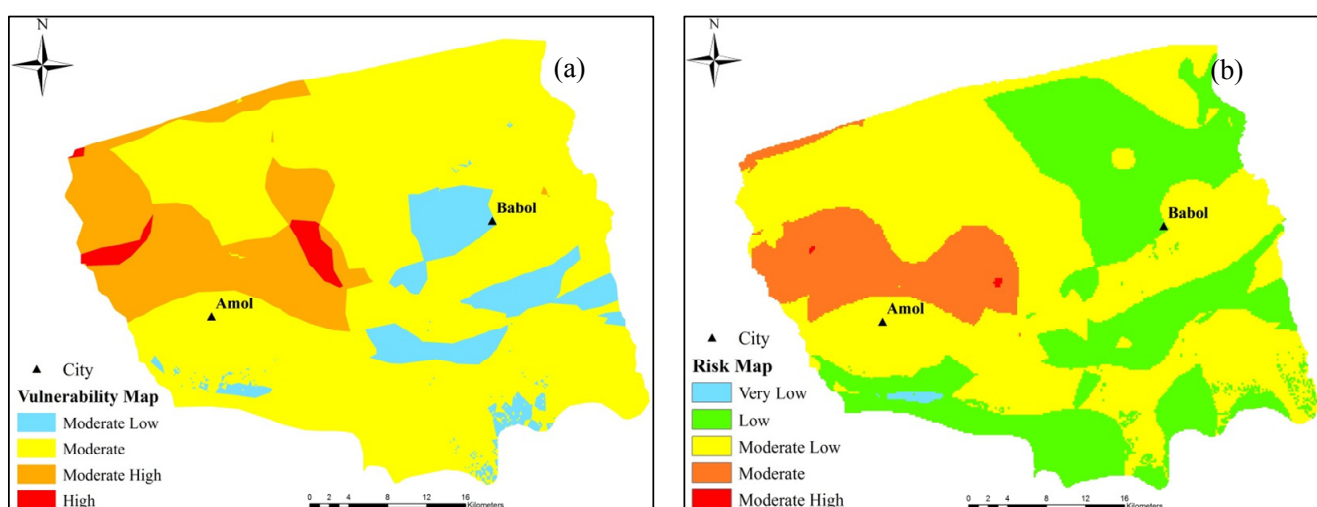 N
(a)
Babol
Amol
City
Vulnerability Map
Moderate Low
Moderate
Moderate High
High
0 2 4 8 12 16
Kilometers
N
(b)
Babol
Amol
City
Risk Map
Very Low
Low
Moderate Low
Moderate
Moderate High
0 2 4 8 12 16
Kilometers